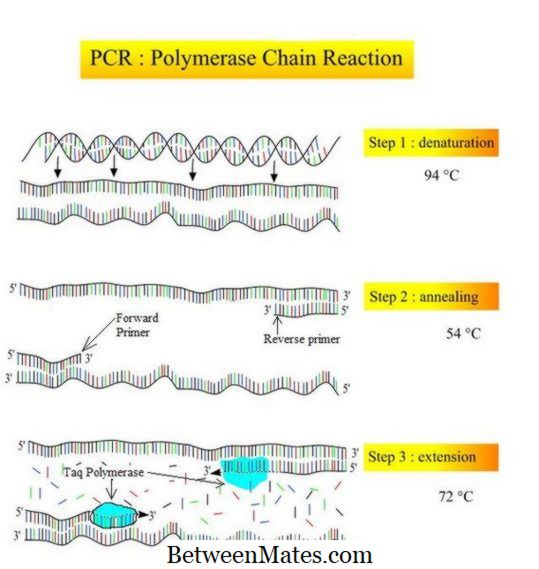 PCR : Polymerase Chain Reaction
Step 1 : denaturation
94 °C
5'
3'
Step 2 : annealing
3'
5'
54 °C
Forward
Primer
Reverse primer
5'
3'
3'
5'
5'
3'
Step 3 : extension
Taq Polymerase
3'
5'
72 °C
5'
3'
3'
BetweenMates.com